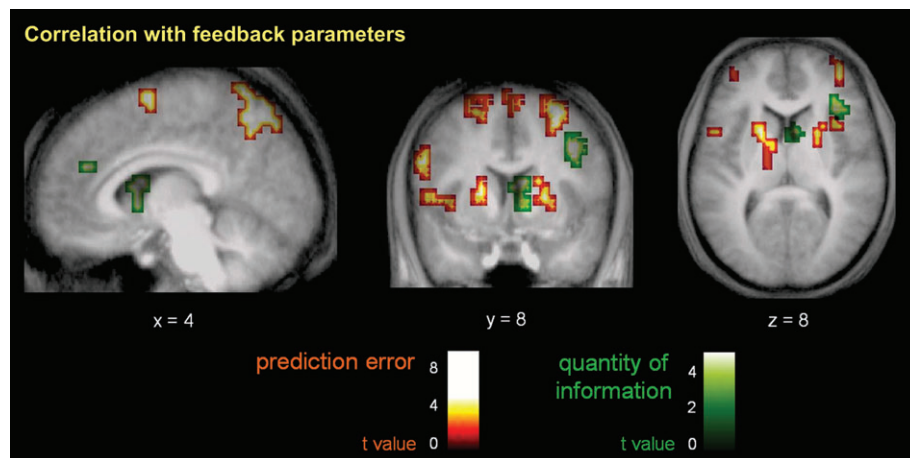 Correlation with feedback parameters
x = 4
y = 8
z = 8
prediction error
8
4
0
t value
quantity of
information
4
2
0
t value